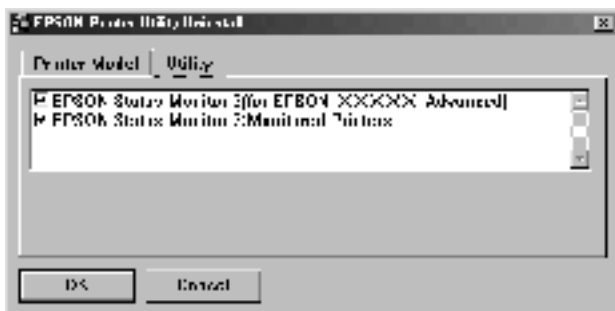 EPSON Printer Utility Uninstall
Printer Model Utility
EPSON Status Monitor 3(for EPSON XXXXX Advanced)
EPSON Status Monitor 3:Monitored Printers
OK Cancel